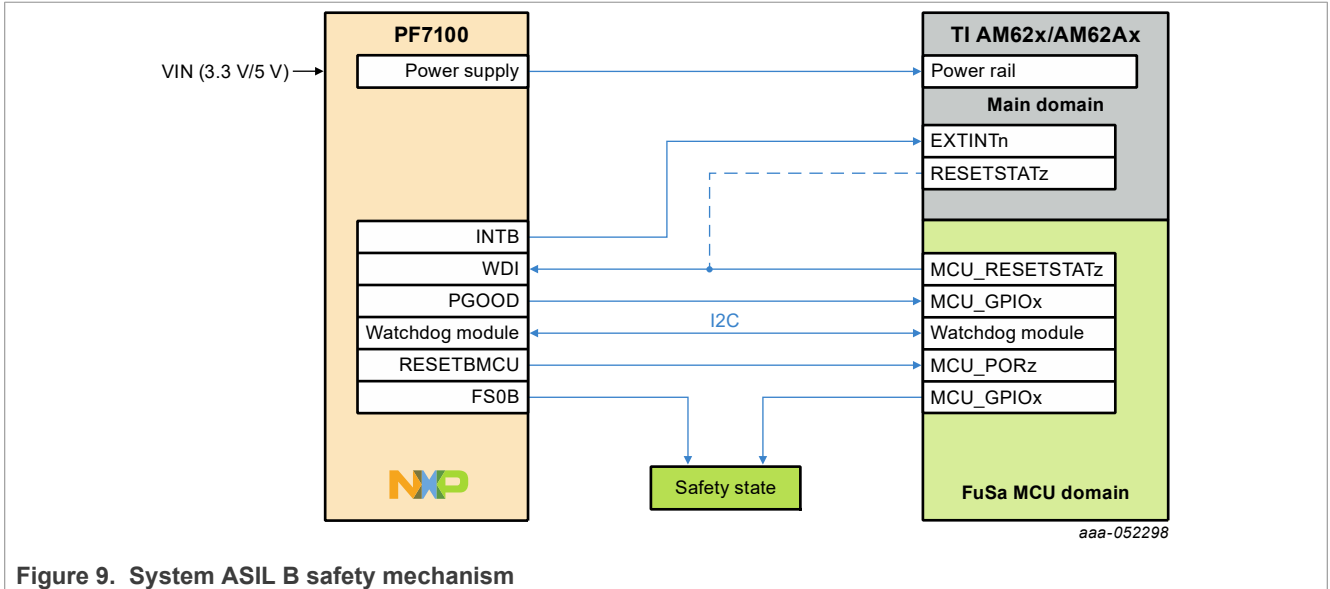 PF7100
TI AM62x/AM62Ax
VIN (3.3 V/5 V)
Power supply
Power rail
Main domain
EXTINTn
RESETSTATz
INTB
WDI
MCU_RESETSTATz
PGOOD
MCU_GPIOx
I2C
Watchdog module
Watchdog module
RESETBMCU
MCU_PORz
FS0B
MCU_GPIOx
NXP
Safety state
FuSa MCU domain
aaa-052298
Figure 9. System ASIL B safety mechanism